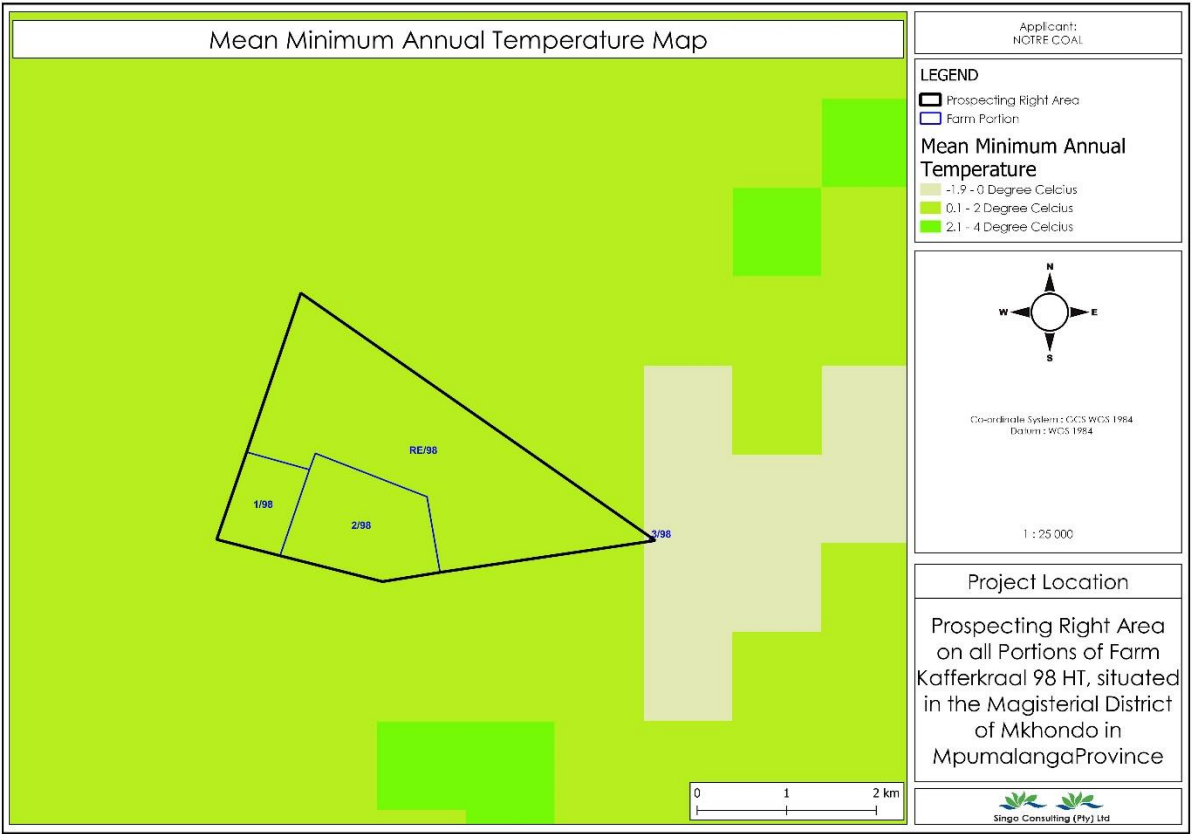 Mean Minimum Annual Temperature Map
RE/98
1/98
2/98
3/98
0 1 2 km
Applicant:
NOTRE COAL
LEGEND
Prospecting Right Area
Farm Portion
Mean Minimum Annual
Temperature
-1.9 - 0 Degree Celcius
0.1 - 2 Degree Celcius
2.1 - 4 Degree Celcius
N
W E
S
Co-ordinate System : GCS WGS 1984
Datum : WGS 1984
1 : 25 000
Project Location
Prospecting Right Area
on all Portions of Farm
Kafferkraal 98 HT, situated
in the Magisterial District
of Mkhondo in
MpumalangaProvince
Singo Consulting (Pty) Ltd